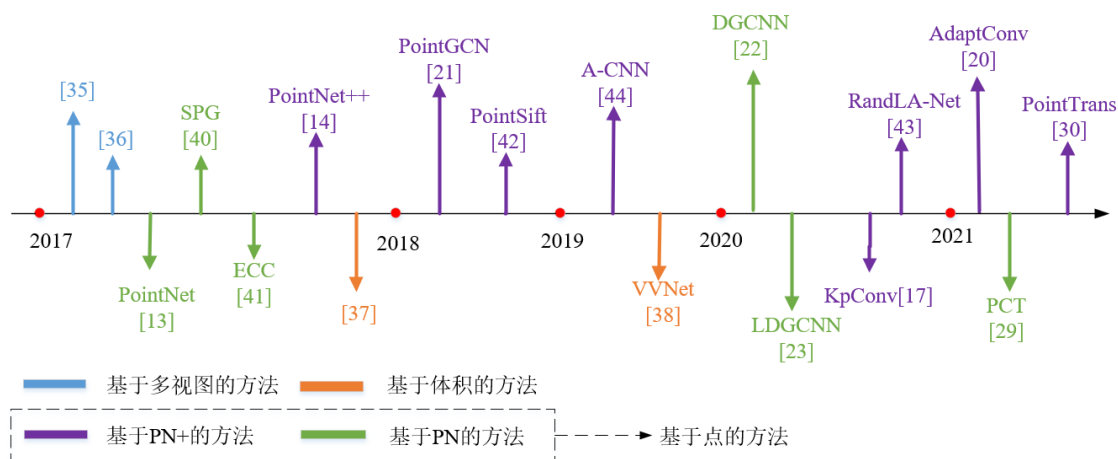 [35]
[36]
PointNet
[13]
SPG
[40]
ECC
[41]
PointNet++
[14]
[37]
PointGCN
[21]
PointSift
[42]
A-CNN
[44]
VVNet
[38]
DGCNN
[22]
LDGCNN
[23]
KpConv[17]
RandLA-Net
[43]
AdaptConv
[20]
PCT
[29]
PointTrans
[30]
2017
2018
2019
2020
2021
基于多视图的方法
基于体积的方法
基于PN+的方法
基于PN的方法
基于点的方法